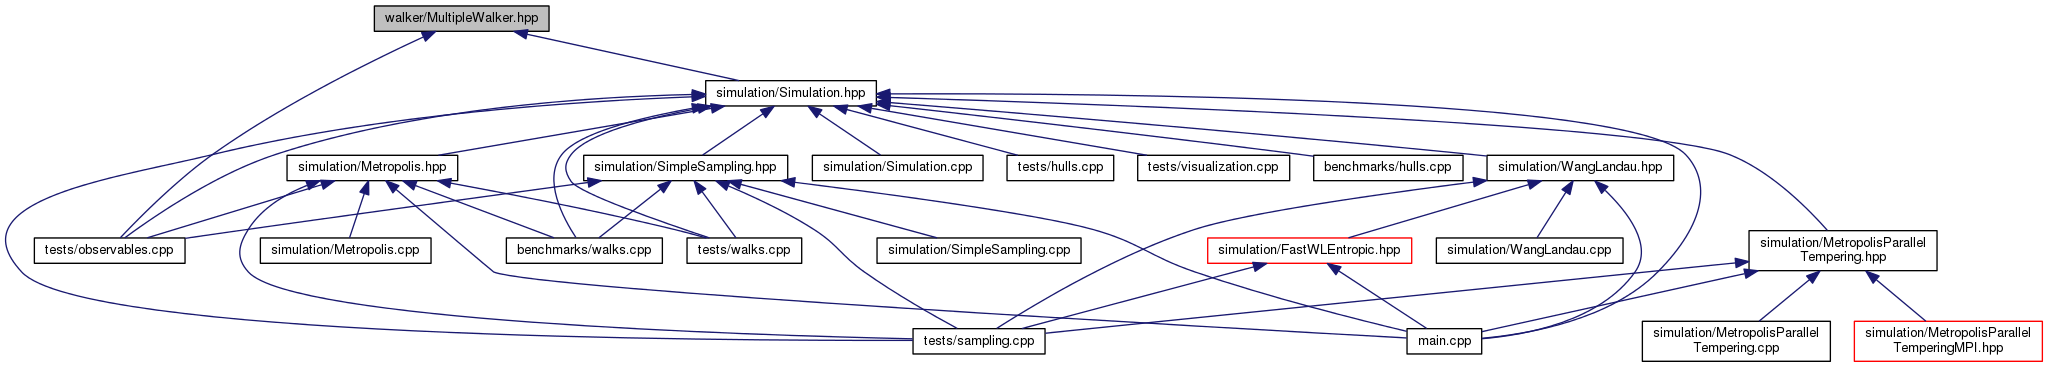 walker/MultipleWalker.hpp
simulation/Simulation.hpp
simulation/Metropolis.hpp
simulation/SimpleSampling.hpp
simulation/Simulation.cpp
tests/hulls.cpp
tests/visualization.cpp
benchmarks/hulls.cpp
simulation/WangLandau.hpp
tests/observables.cpp
simulation/Metropolis.cpp
benchmarks/walks.cpp
tests/walks.cpp
simulation/SimpleSampling.cpp
simulation/FastWLEntropic.hpp
simulation/WangLandau.cpp
simulation/MetropolisParallel
Tempering.hpp
tests/sampling.cpp
main.cpp
simulation/MetropolisParallel
Tempering.cpp
simulation/MetropolisParallel
TemperingMPI.hpp